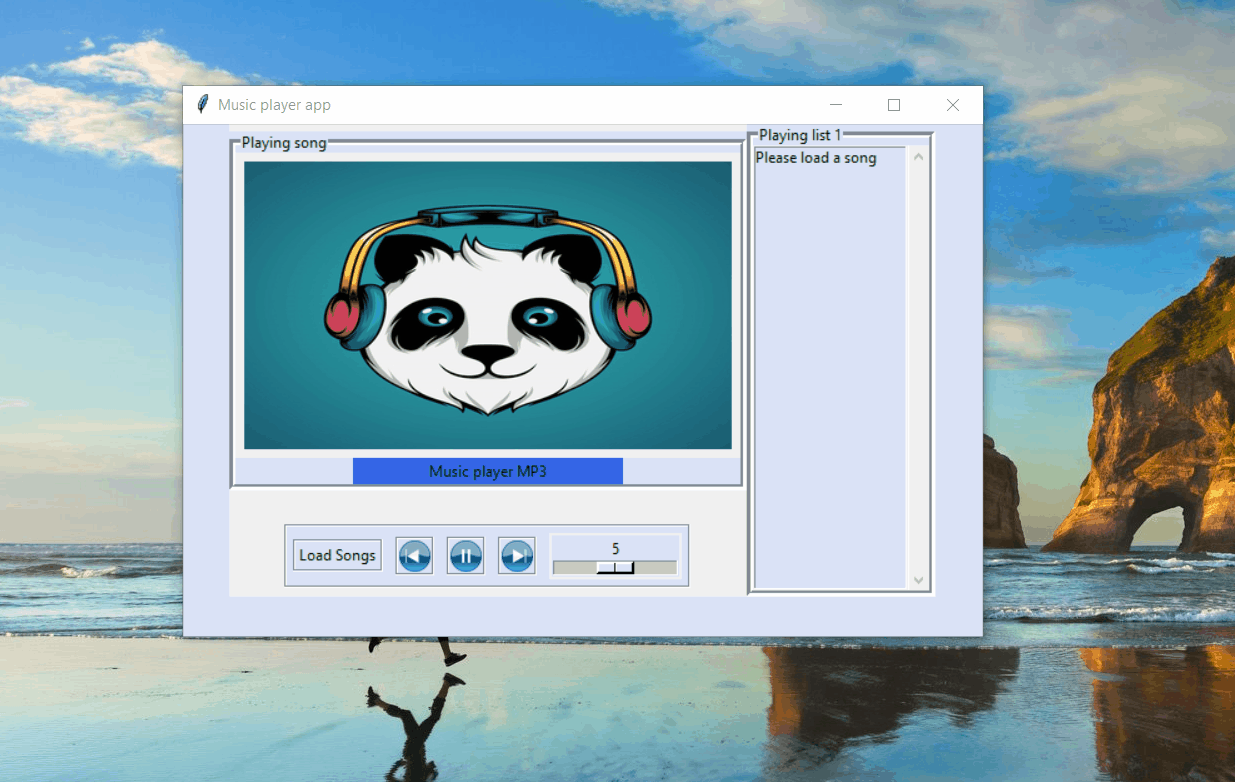 Music player app
Playing song
Music player MP3
Load Songs
5
Playing list 1
Please load a song